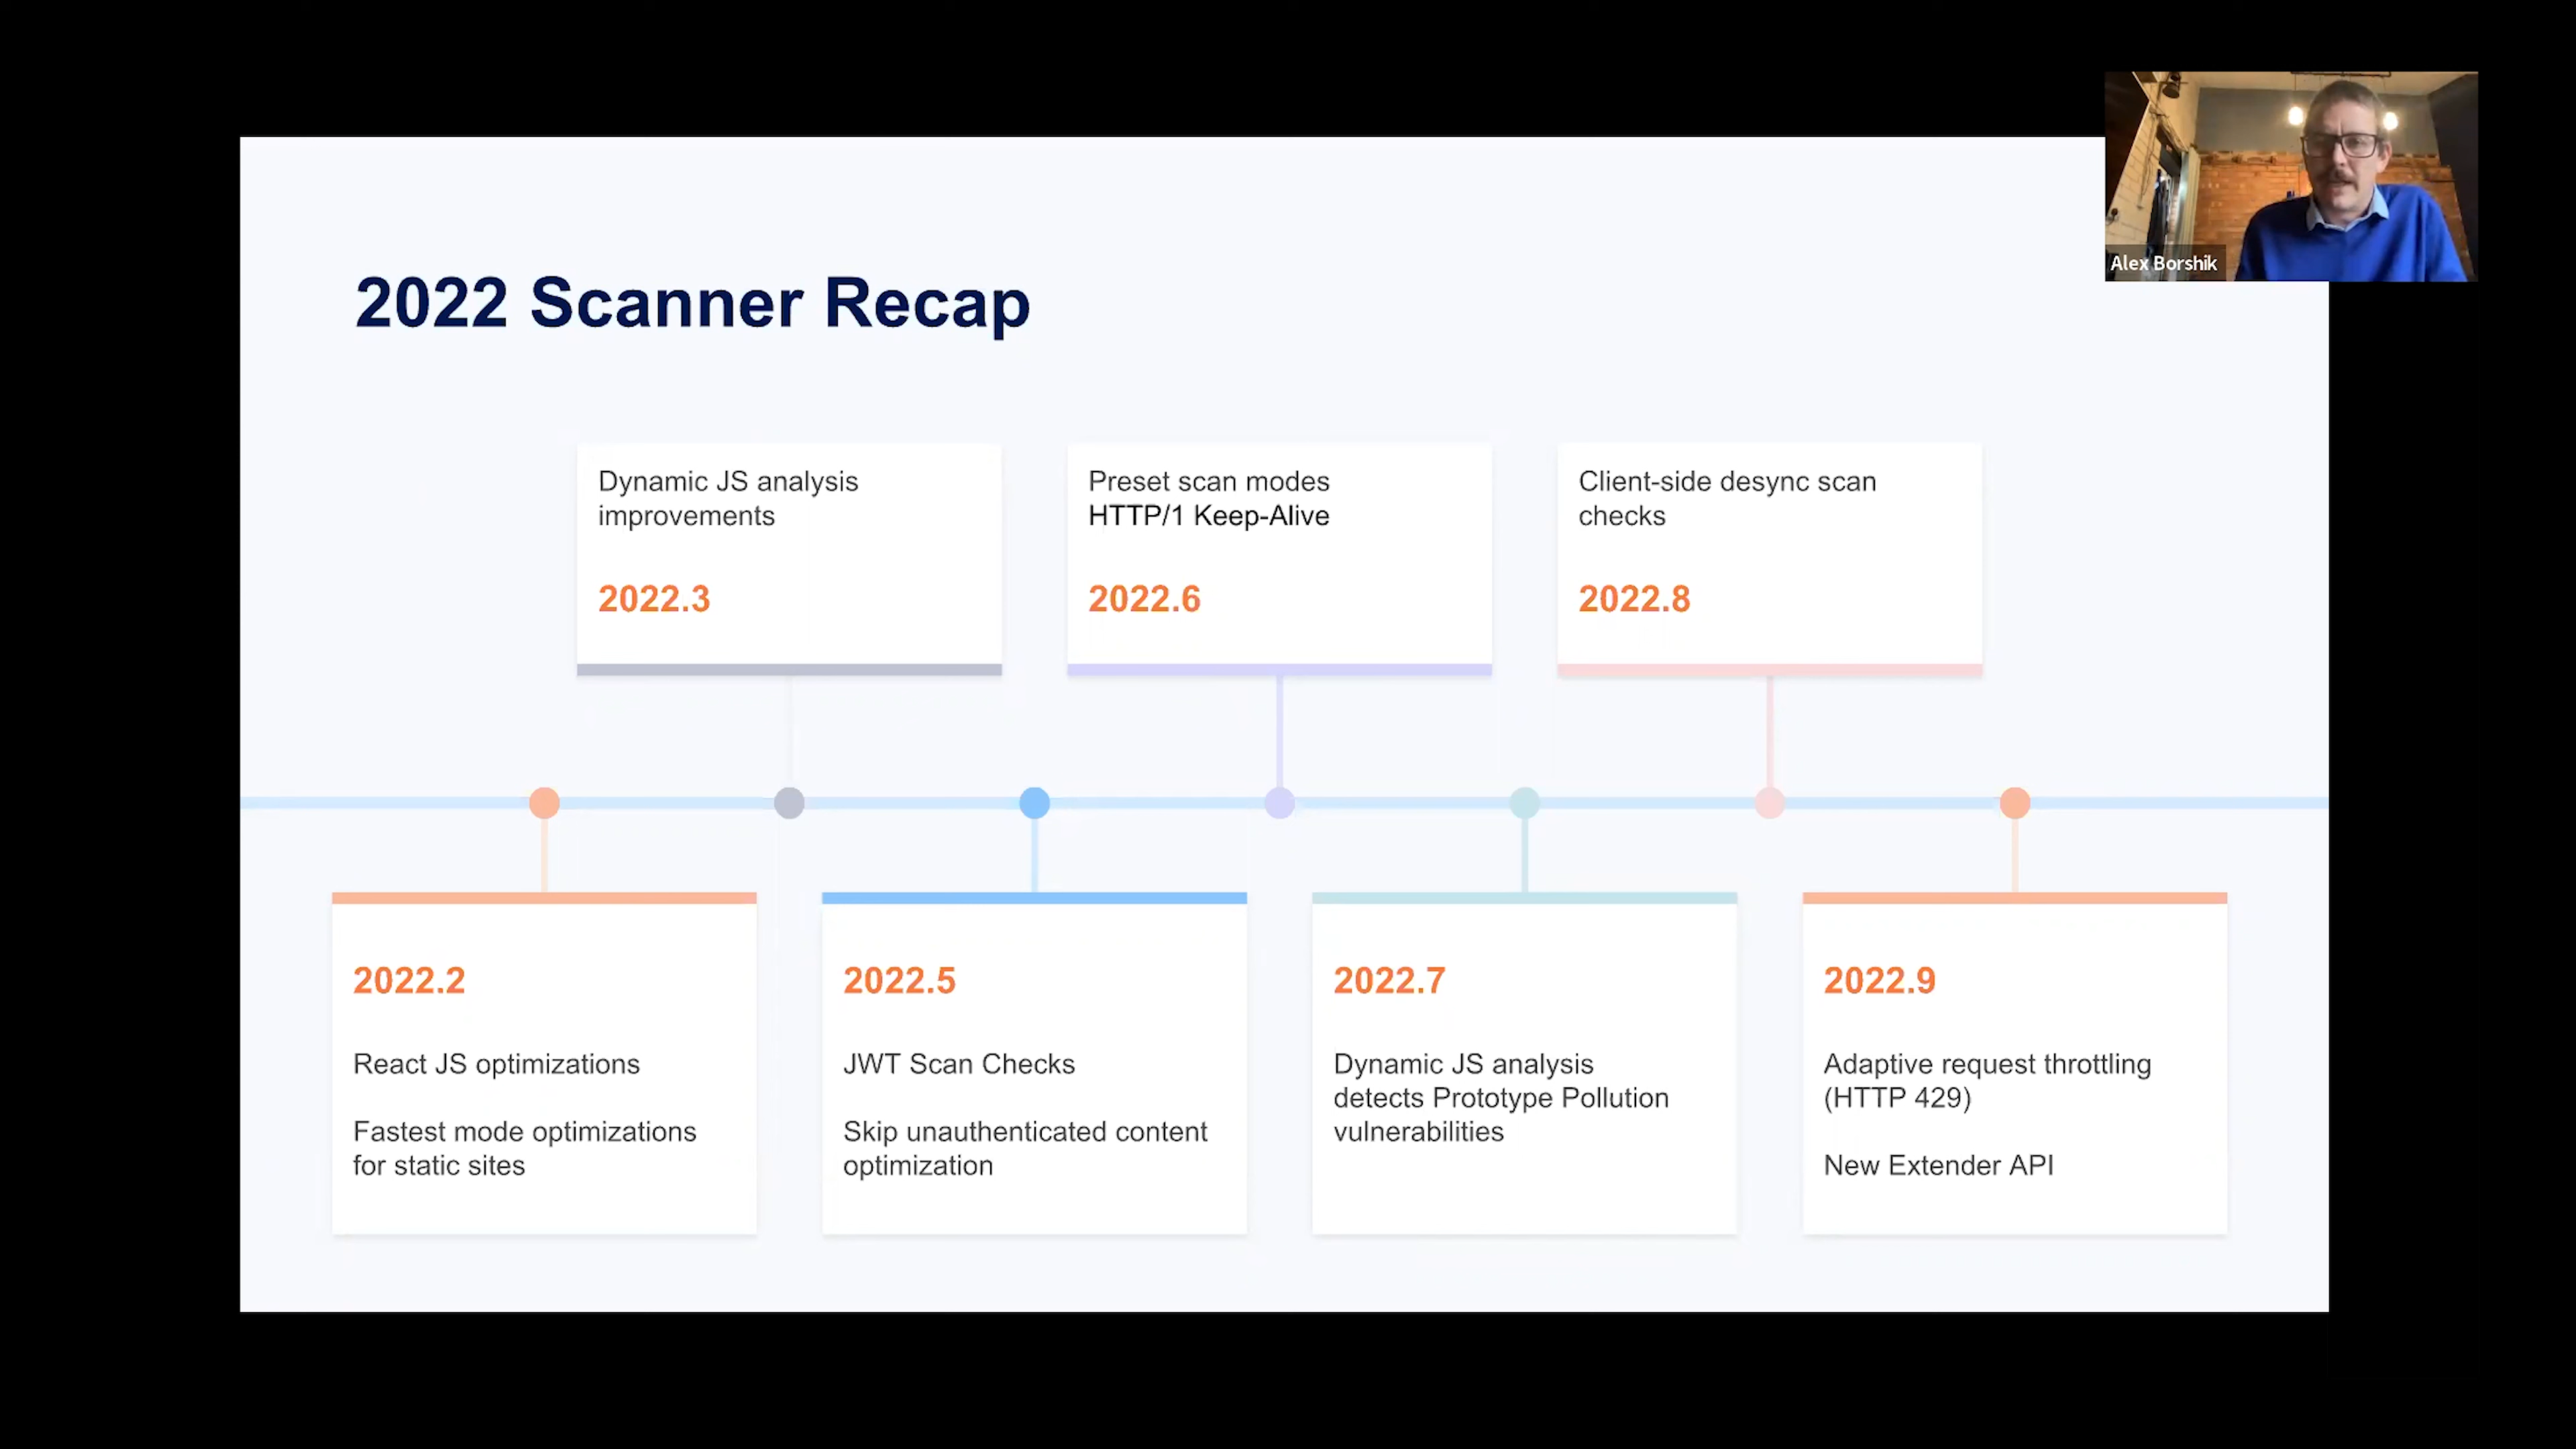 Alex Borshik
2022 Scanner Recap
Dynamic JS analysis
improvements
2022.3
Preset scan modes
HTTP/1 Keep-Alive
2022.6
Client-side desync scan
checks
2022.8
2022.2
React JS optimizations
Fastest mode optimizations
for static sites
2022.5
JWT Scan Checks
Skip unauthenticated content
optimization
2022.7
Dynamic JS analysis
detects Prototype Pollution
vulnerabilities
2022.9
Adaptive request throttling
(HTTP 429)
New Extender API